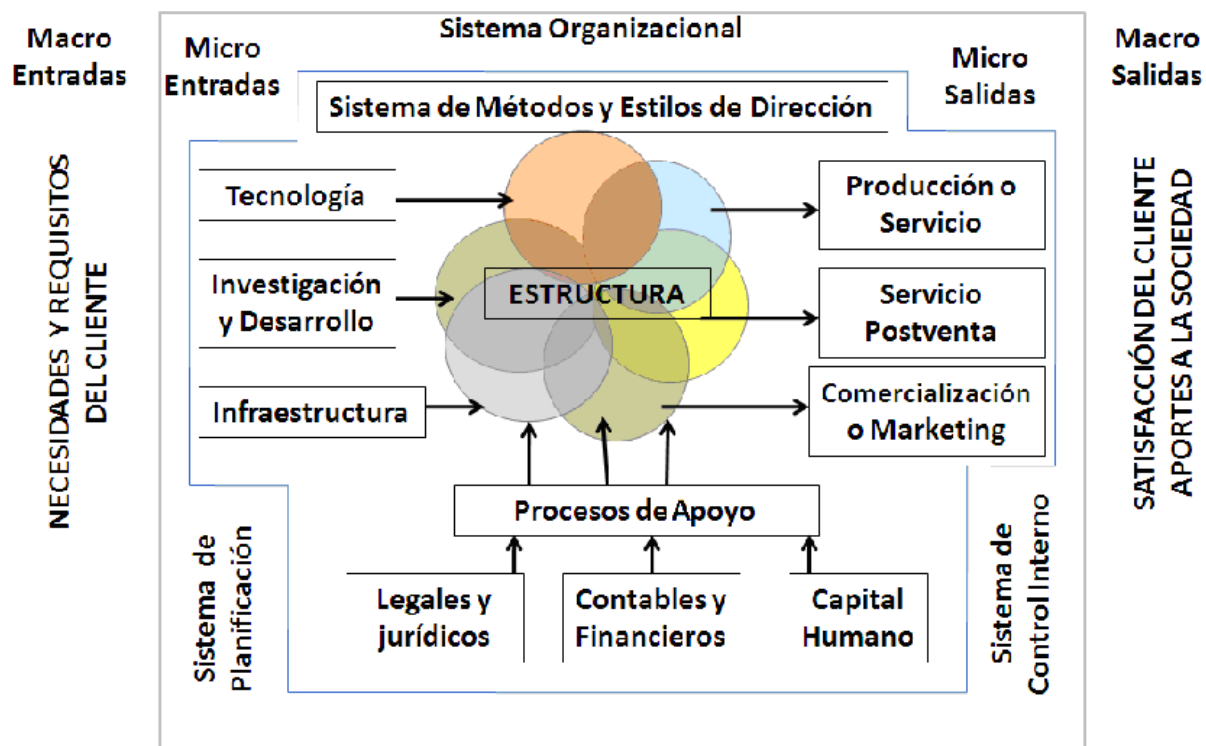 Macro
Entradas
Micro
Entradas
Sistema Organizacional
Micro
Salidas
Macro
Salidas
Sistema de Métodos y Estilos de Dirección
NECESIDADES Y REQUISITOS
DEL CLIENTE
Tecnología
Investigación
y Desarrollo
Infraestructura
ESTRUCTURA
Producción o
Servicio
Servicio
Postventa
Comercialización
o Marketing
SATISFACCIÓN DEL CLIENTE
APORTES A LA SOCIEDAD
Procesos de Apoyo
Sistema de
Planificación
Legales y
jurídicos
Contables y
Financieros
Capital
Humano
Sistema de
Control Interno